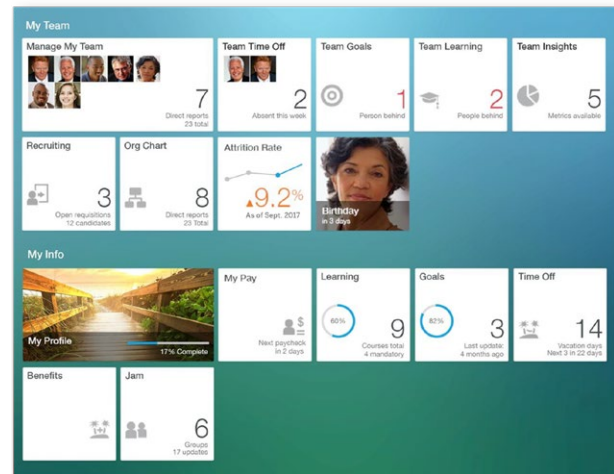 My Team
Manage My Team
7
Direct reports
23 total
Team Time Off
2
Absent this week
Team Goals
1
Person behind
Team Learning
2
People behind
Team Insights
5
Metrics available
Recruiting
3
Open requisitions
12 candidates
Org Chart
8
Direct reports
23 Total
Attrition Rate
▲9.2%
As of Sept. 2017
Birthday
in 3 days
My Info
My Profile
17% Complete
My Pay
$
Next paycheck
in 2 days
Learning
60%
9
Courses total
4 mandatory
Goals
82%
3
Last update:
4 months ago
Time Off
14
Vacation days
Next 3 in 22 days
Benefits
Jam
6
Groups
17 updates